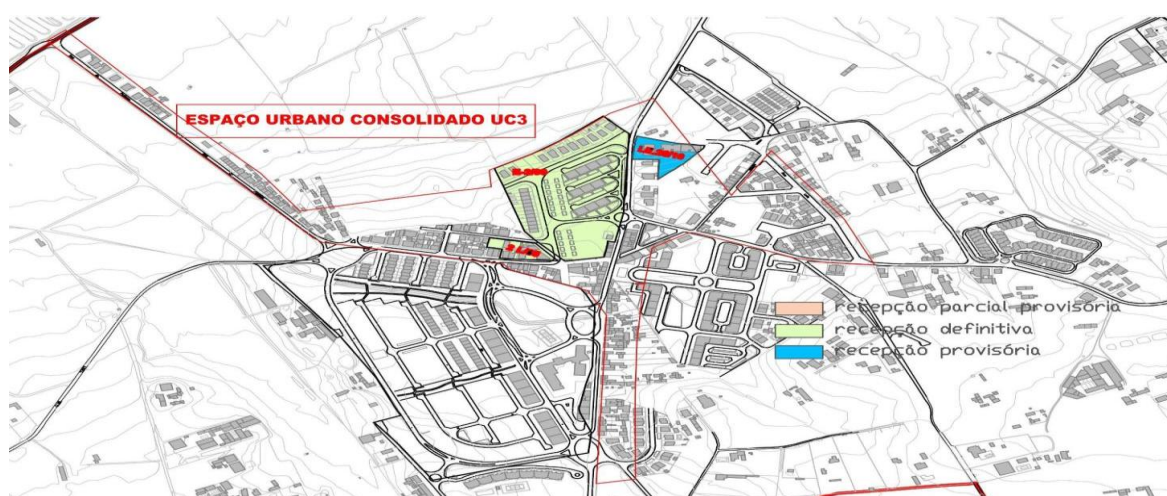 ESPAÇO URBANO CONSOLIDADO UC3
recepção parcial provisória
recepção definitiva
recepção provisória